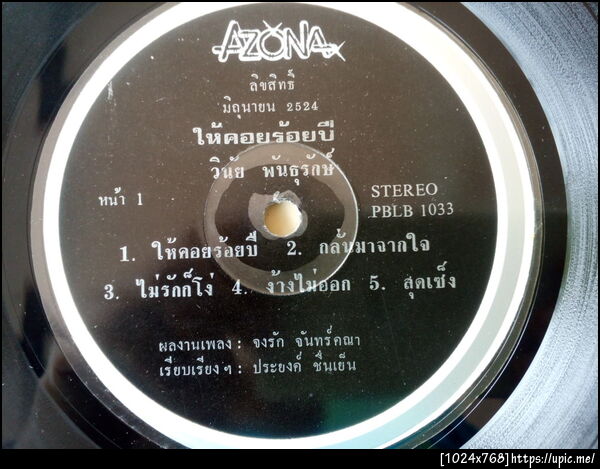 AZONA
ลิขสิทธิ์
มิถุนายน 2524
ให้คอยร้อยปี
วินัย พันธุรักษ์
หน้า 1
STEREO
PBLB 1033
1. ให้คอยร้อยปี 2. กลั่นมาจากใจ
3. ไม่รักก็โง่ 4. ง้างไม่ออก 5. สุดเซ็ง
ผลงานเพลง : จงรัก จันทร์คณา
เรียบเรียงฯ : ประยงค์ ชื่นเย็น
[1024x768]https://upic.me/